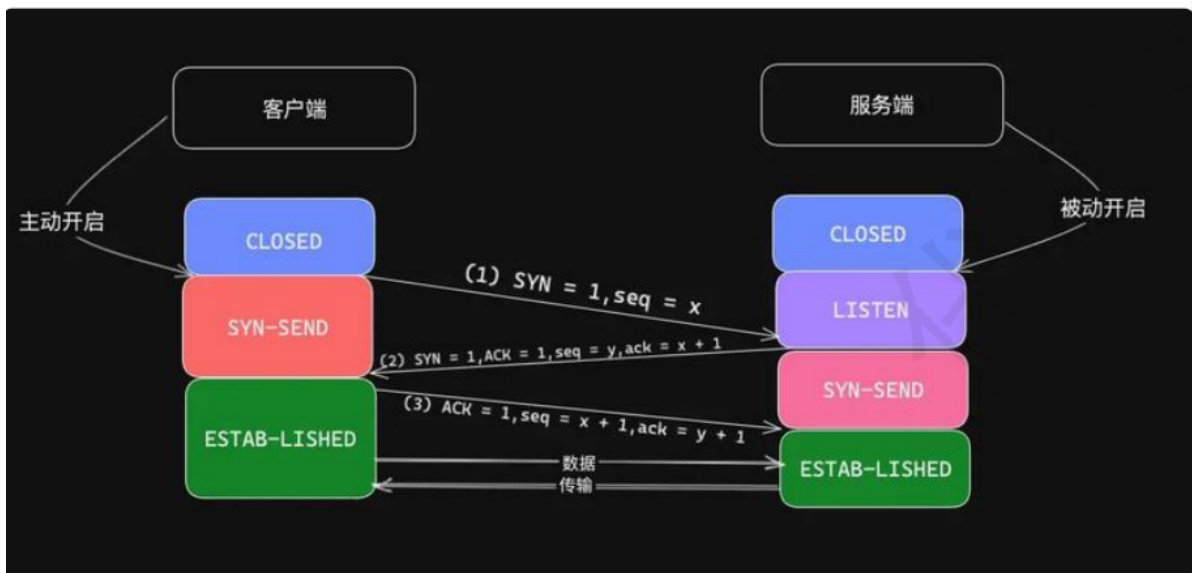 客户端
服务端
主动开启
被动开启
CLOSED
CLOSED
(1) SYN = 1,seq = x
LISTEN
SYN-SEND
(2) SYN = 1,ACK = 1,seq = y,ack = x + 1
SYN-SEND
(3) ACK = 1,seq = x + 1,ack = y + 1
ESTAB-LISHED
数据
ESTAB-LISHED
传输